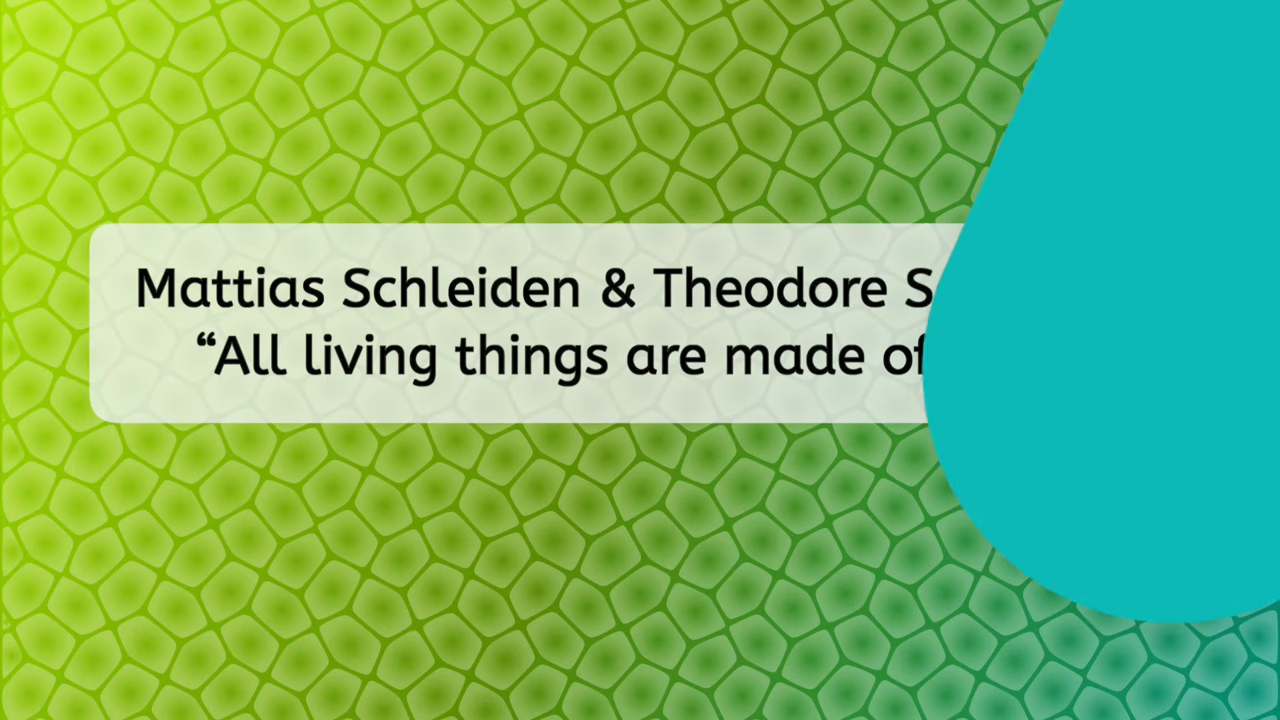 Mattias Schleiden & Theodore S
“All living things are made of